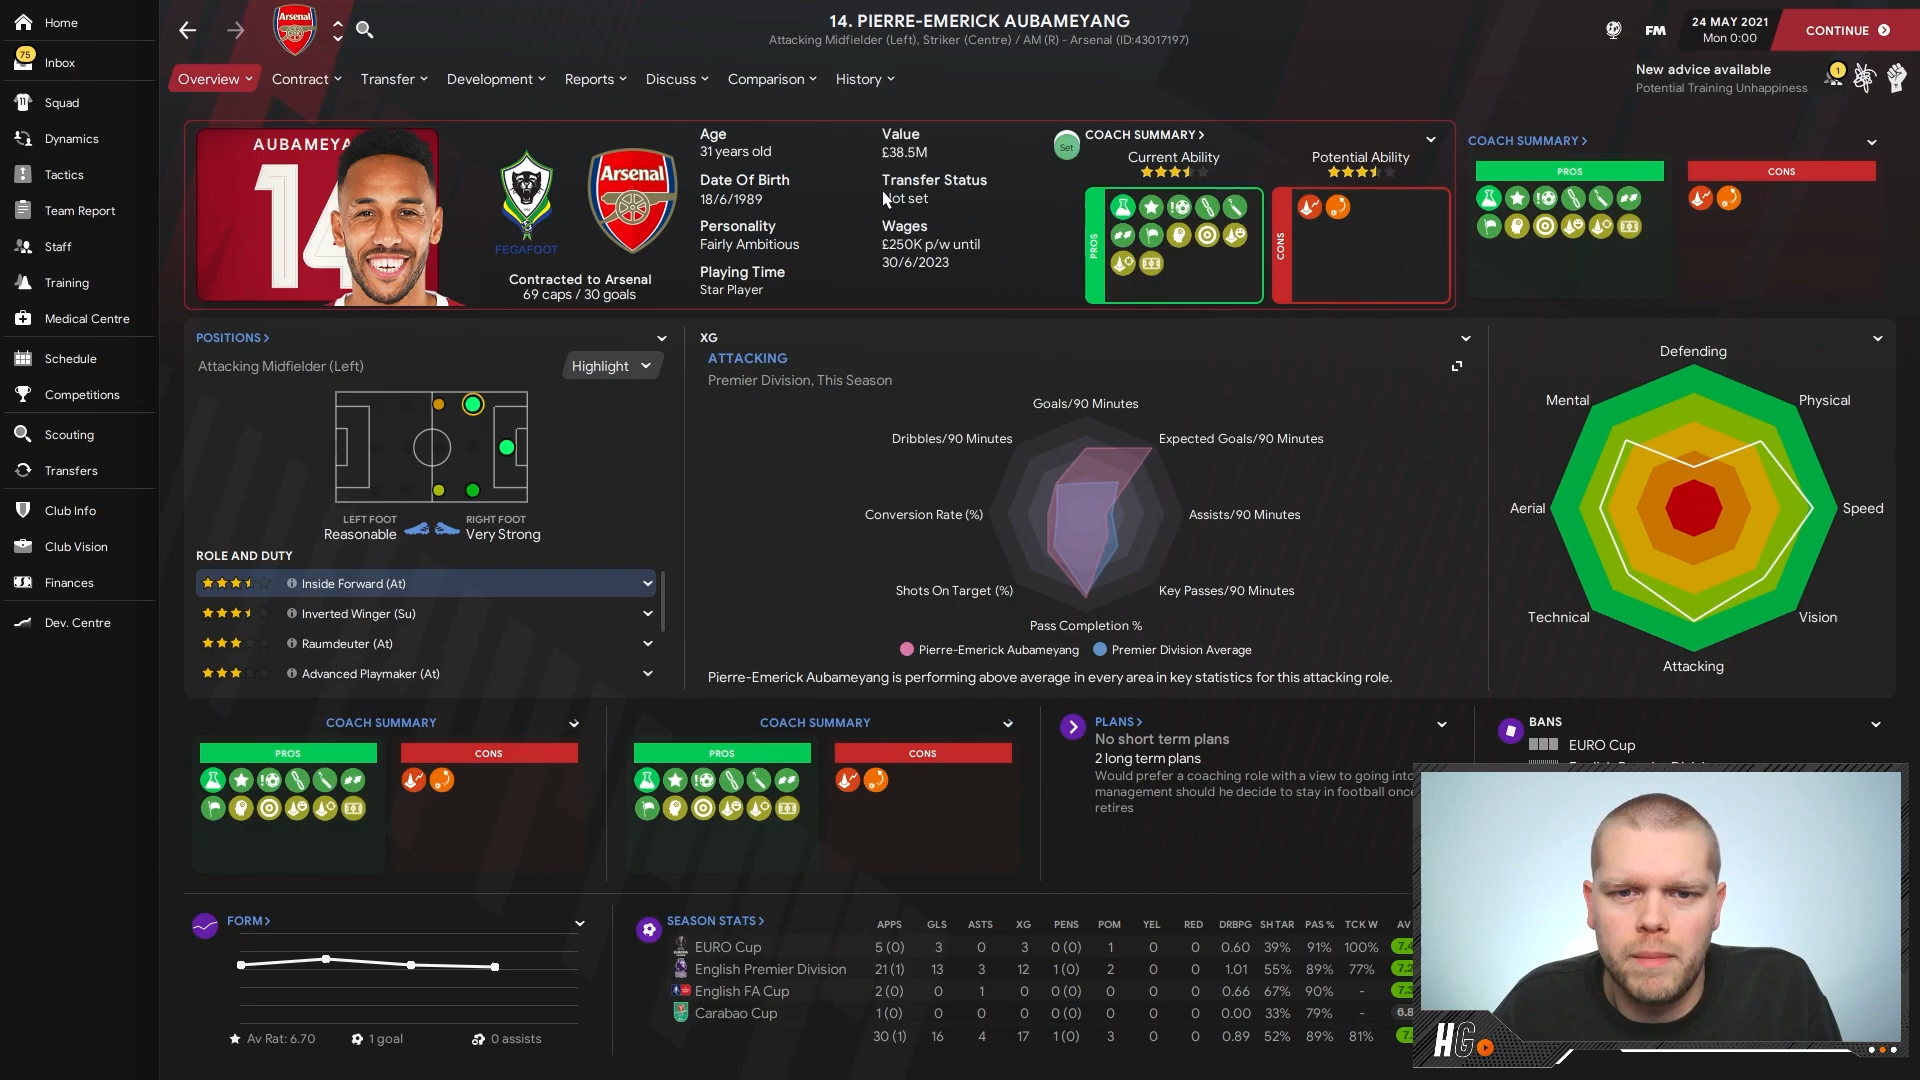 Home
75
Inbox
Squad
Dynamics
Tactics
Team Report
Staff
Training
Medical Centre
Schedule
Competitions
Scouting
Transfers
Club Info
Club Vision
Finances
Dev. Centre
Arsenal
14. PIERRE-EMERICK AUBAMEYANG
Attacking Midfielder (Left), Striker (Centre) / AM (R) - Arsenal (ID:43017197)
FM
24 MAY 2021
Mon 0:00
CONTINUE
Overview
Contract
Transfer
Development
Reports
Discuss
Comparison
History
New advice available
Potential Training Unhappiness
1
AUBAMEYA
14
FEGAFOOT
Arsenal
Contracted to Arsenal
69 caps / 30 goals
Age
31 years old
Date Of Birth
18/6/1989
Personality
Fairly Ambitious
Playing Time
Star Player
Value
£38.5M
Transfer Status
Not set
Wages
£250K p/w until
30/6/2023
Set
COACH SUMMARY >
Current Ability
Potential Ability
PROS
CONS
COACH SUMMARY >
PROS
CONS
POSITIONS >
Attacking Midfielder (Left)
Highlight
LEFT FOOT
Reasonable
RIGHT FOOT
Very Strong
ROLE AND DUTY
Inside Forward (At)
Inverted Winger (Su)
Raumdeuter (At)
Advanced Playmaker (At)
XG
ATTACKING
Premier Division, This Season
Goals/90 Minutes
Dribbles/90 Minutes
Expected Goals/90 Minutes
Conversion Rate (%)
Assists/90 Minutes
Shots On Target (%)
Key Passes/90 Minutes
Pass Completion %
Pierre-Emerick Aubameyang
Premier Division Average
Pierre-Emerick Aubameyang is performing above average in every area in key statistics for this attacking role.
Defending
Mental
Physical
Aerial
Speed
Technical
Vision
Attacking
COACH SUMMARY
PROS
CONS
COACH SUMMARY
PROS
CONS
PLANS >
No short term plans
2 long term plans
Would prefer a coaching role with a view to going into
management should he decide to stay in football once
retires
BANS
EURO Cup
FORM >
Av Rat: 6.70
1 goal
0 assists
SEASON STATS > APPS GLS ASTS XG PENS POM YEL RED DRBPG SH TAR PAS % TCK W AV
EURO Cup 5 (0) 3 0 3 0 (0) 1 0 0 0.60 39% 91% 100% 7.4
English Premier Division 21 (1) 13 3 12 1 (0) 2 0 0 1.01 55% 89% 77% 7.2
English FA Cup 2 (0) 0 1 0 0 (0) 0 0 0 0.66 67% 90% - 7.3
Carabao Cup 1 (0) 0 0 0 0 (0) 0 0 0 0.00 33% 79% - 6.8
30 (1) 16 4 17 1 (0) 3 0 0 0.89 52% 89% 81% 7.
HG